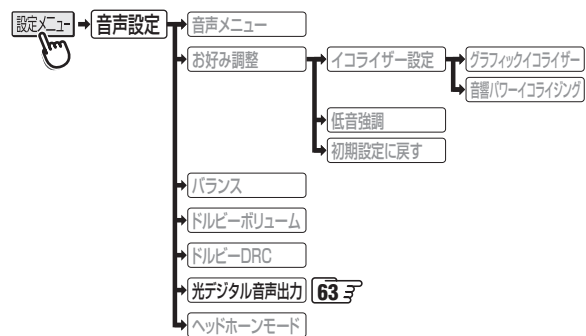 設定メニュー
音声設定
音声メニュー
お好み調整
イコライザー設定
グラフィックイコライザー
音響パワーイコライジング
低音強調
初期設定に戻す
バランス
ドルビーボリューム
ドルビーDRC
光デジタル音声出力 63
ヘッドホーンモード